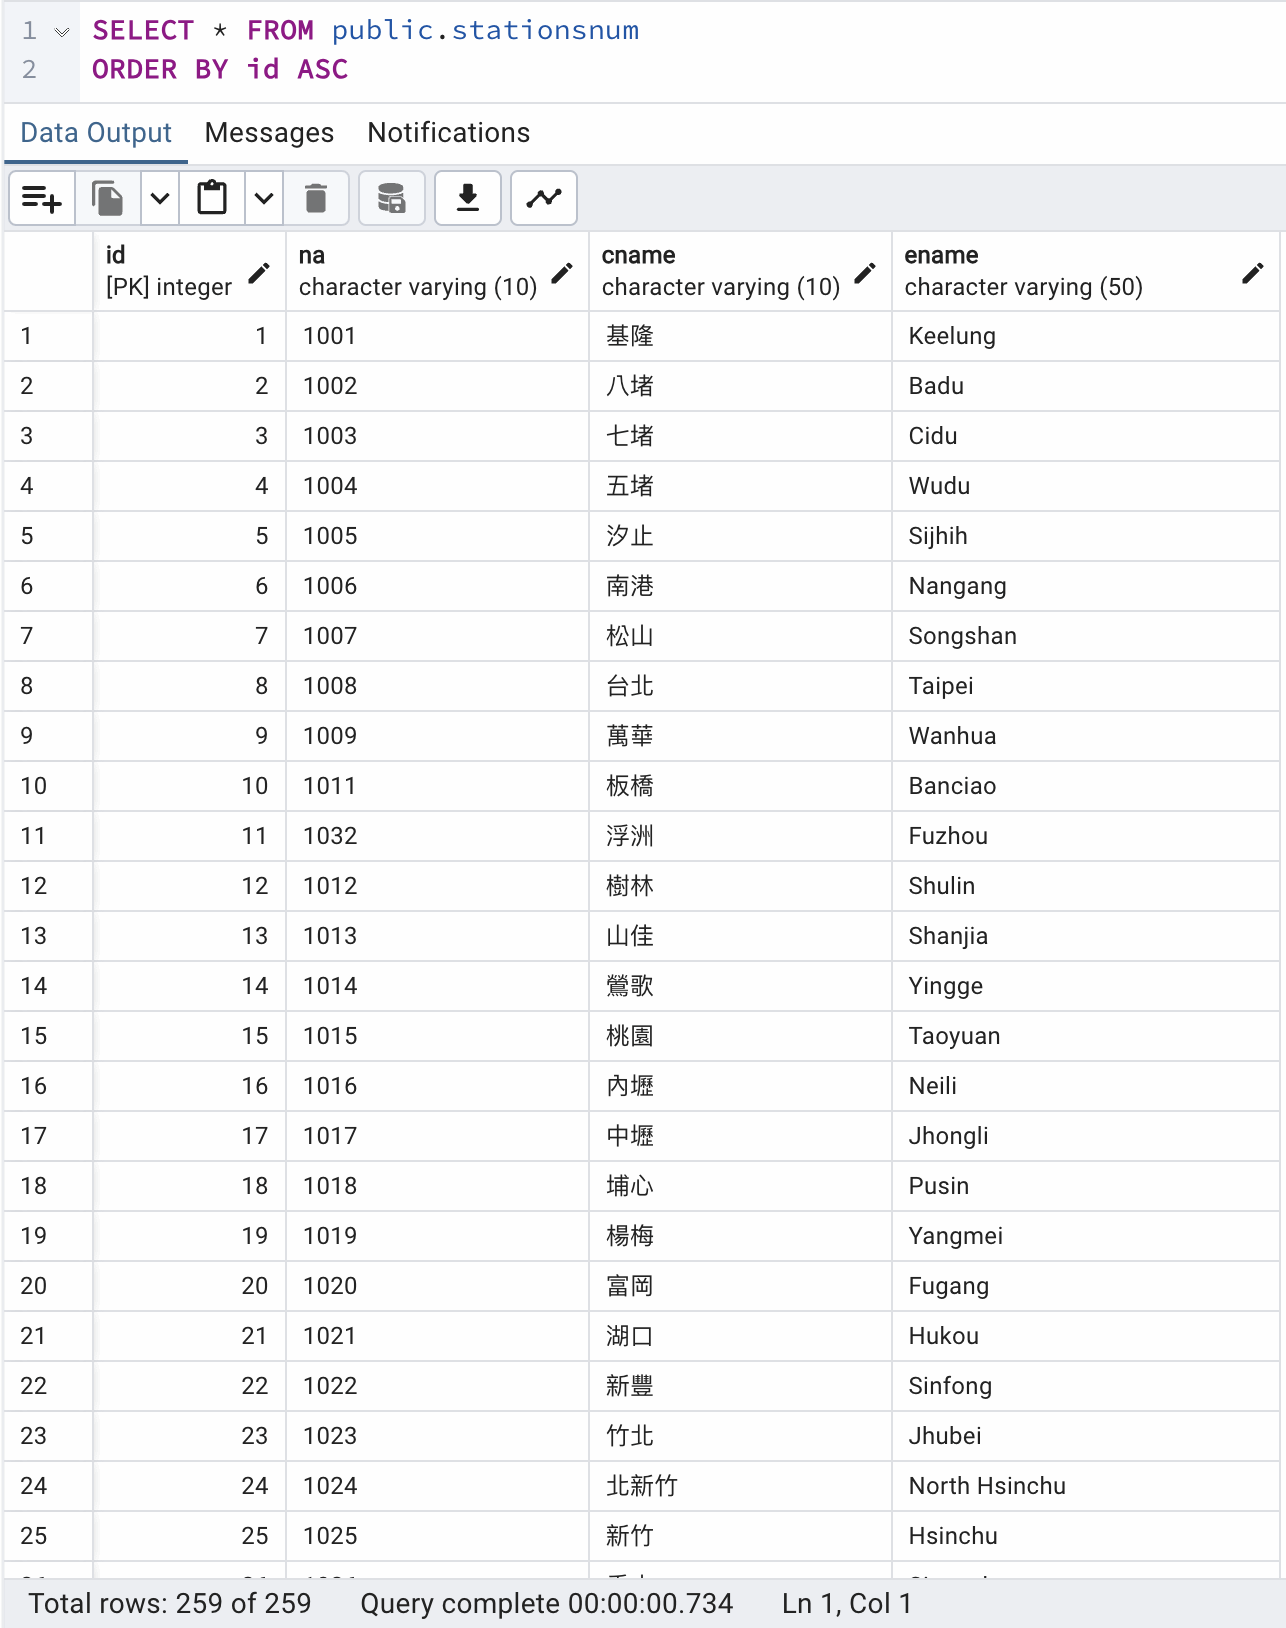 1 SELECT * FROM public.stationsnum
2 ORDER BY id ASC
Data Output Messages Notifications
id na cname ename
[PK] integer character varying (10) character varying (10) character varying (50)
1 1 1001 基隆 Keelung
2 2 1002 八堵 Badu
3 3 1003 七堵 Cidu
4 4 1004 五堵 Wudu
5 5 1005 汐止 Sijhih
6 6 1006 南港 Nangang
7 7 1007 松山 Songshan
8 8 1008 台北 Taipei
9 9 1009 萬華 Wanhua
10 10 1011 板橋 Banciao
11 11 1032 浮洲 Fuzhou
12 12 1012 樹林 Shulin
13 13 1013 山佳 Shanjia
14 14 1014 鶯歌 Yingge
15 15 1015 桃園 Taoyuan
16 16 1016 內壢 Neili
17 17 1017 中壢 Jhongli
18 18 1018 埔心 Pusin
19 19 1019 楊梅 Yangmei
20 20 1020 富岡 Fugang
21 21 1021 湖口 Hukou
22 22 1022 新豐 Sinfong
23 23 1023 竹北 Jhubei
24 24 1024 北新竹 North Hsinchu
25 25 1025 新竹 Hsinchu
Total rows: 259 of 259 Query complete 00:00:00.734 Ln 1, Col 1